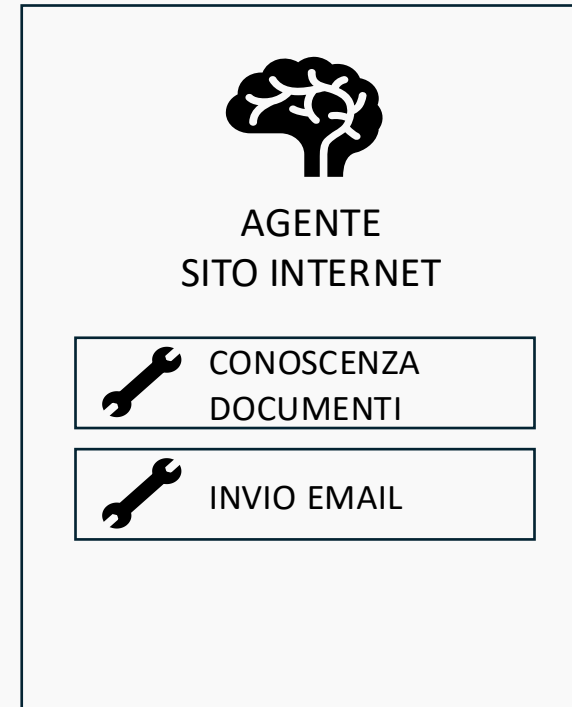 AGENTE
SITO INTERNET
CONOSCENZA
DOCUMENTI
INVIO EMAIL